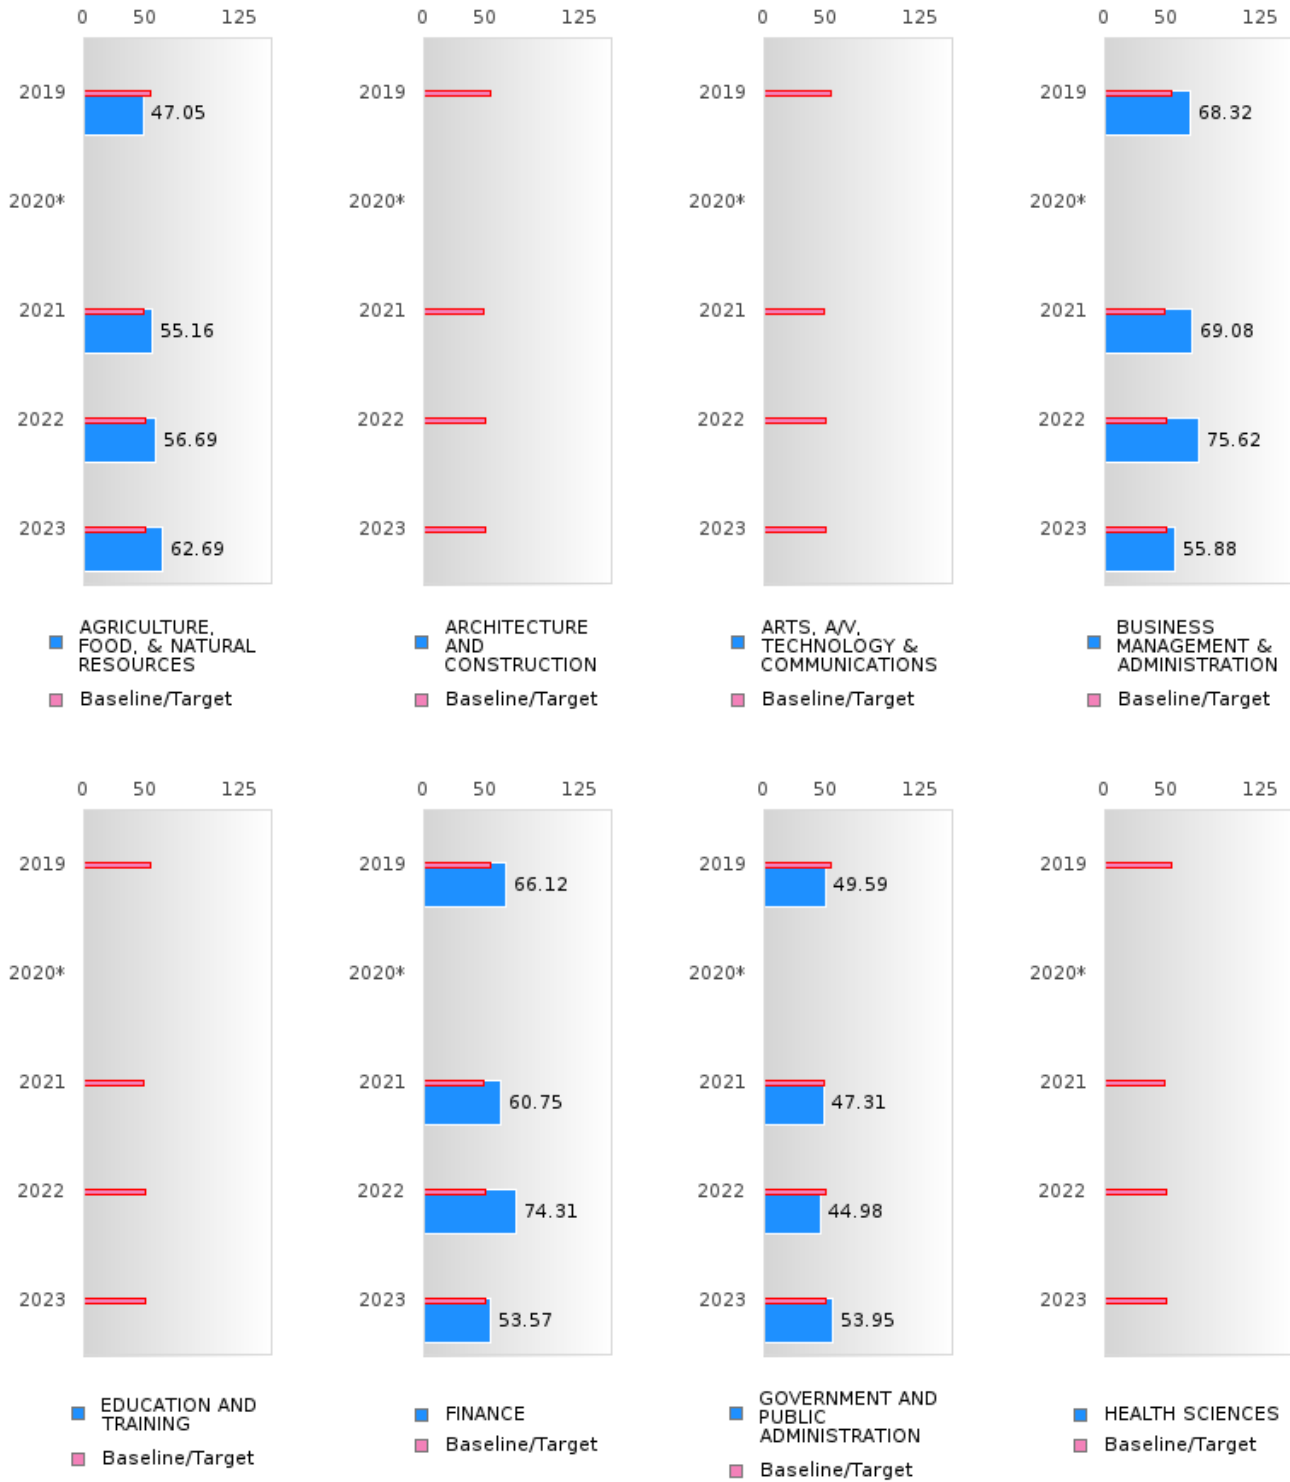 0 50 125
2019
47.05
2020*
2021
55.16
2022
56.69
2023
62.69
AGRICULTURE,
FOOD, & NATURAL
RESOURCES
Baseline/Target
0 50 125
2019
2020*
2021
2022
2023
ARCHITECTURE
AND
CONSTRUCTION
Baseline/Target
0 50 125
2019
2020*
2021
2022
2023
ARTS, A/V,
TECHNOLOGY &
COMMUNICATIONS
Baseline/Target
0 50 125
2019
68.32
2020*
2021
69.08
2022
75.62
2023
55.88
BUSINESS
MANAGEMENT &
ADMINISTRATION
Baseline/Target
0 50 125
2019
2020*
2021
2022
2023
EDUCATION AND
TRAINING
Baseline/Target
0 50 125
2019
66.12
2020*
2021
60.75
2022
74.31
2023
53.57
FINANCE
Baseline/Target
0 50 125
2019
49.59
2020*
2021
47.31
2022
44.98
2023
53.95
GOVERNMENT AND
PUBLIC
ADMINISTRATION
Baseline/Target
0 50 125
2019
2020*
2021
2022
2023
HEALTH SCIENCES
Baseline/Target